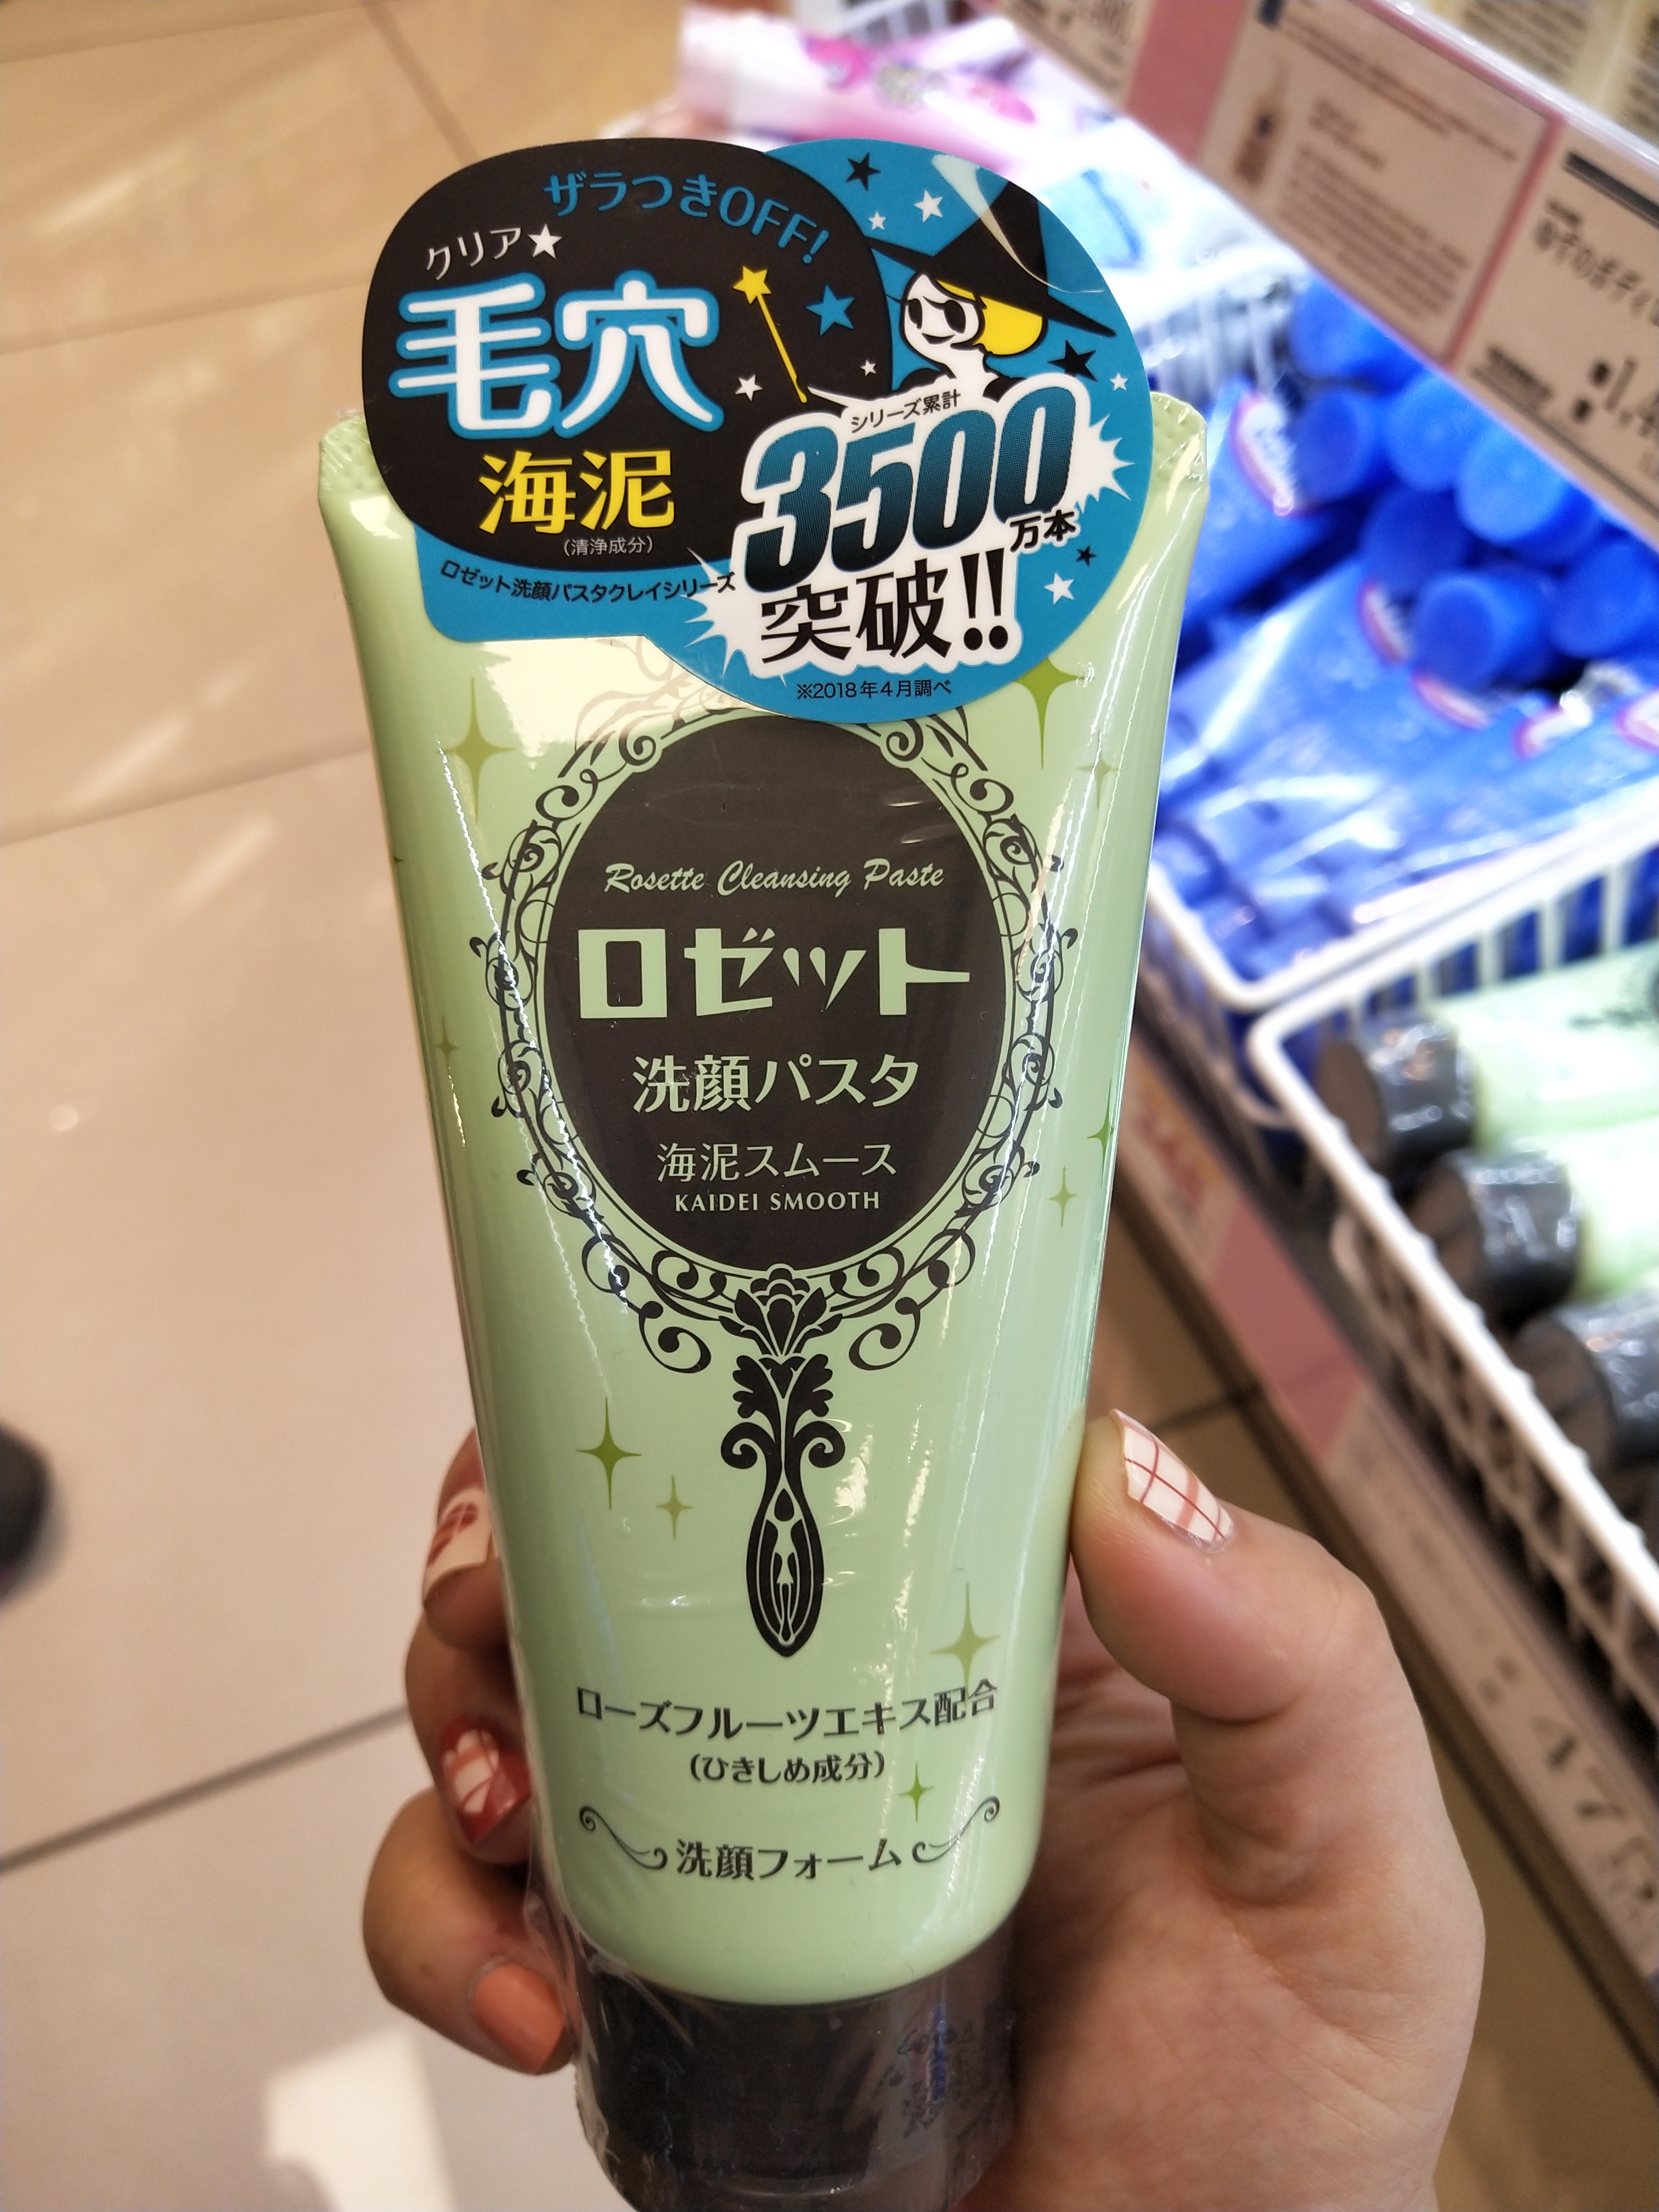 ザラつきOFF!
クリア★
毛穴
海泥
(清浄成分)
ロゼット洗顔パスタクレイシリーズ
シリーズ累計
3500万本
突破!!
※2018年4月調べ
Rosette Cleansing Paste
ロゼット
洗顔パスタ
海泥スムース
KAIDEI SMOOTH
ローズフルーツエキス配合
(ひきしめ成分)
洗顔フォーム